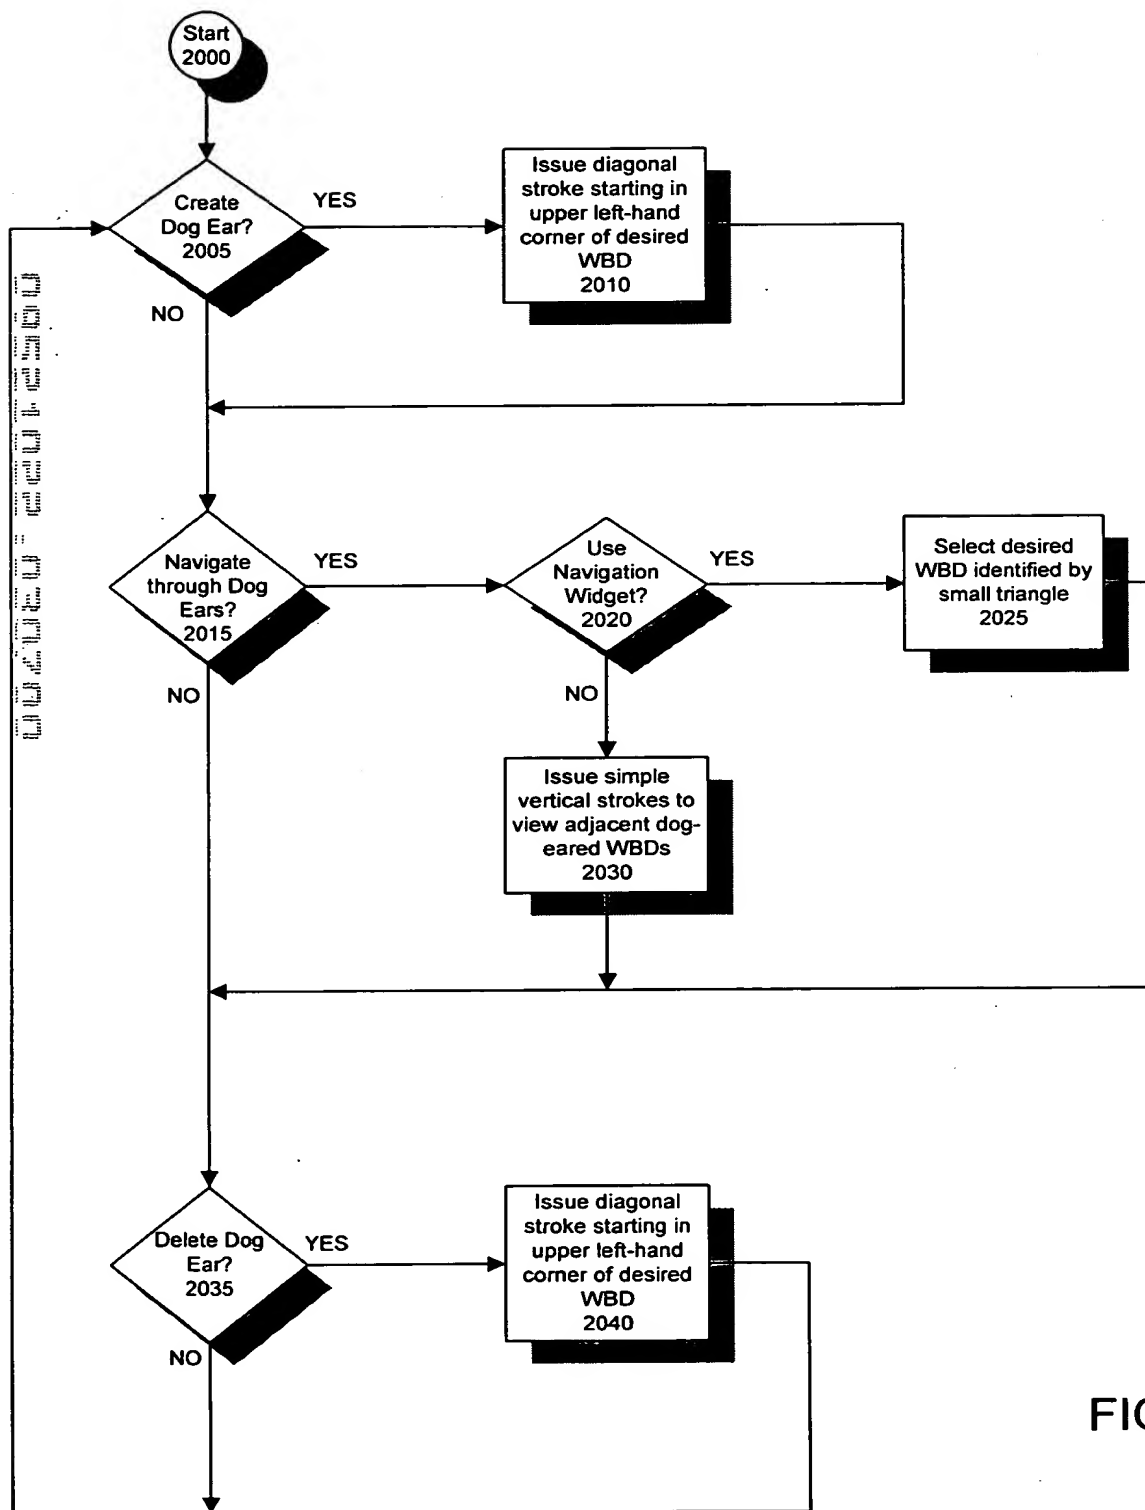 Start
2000
Create
Dog Ear?
2005
YES
NO
Issue diagonal
stroke starting in
upper left-hand
corner of desired
WBD
2010
Navigate
through Dog
Ears?
2015
YES
NO
Use
Navigation
Widget?
2020
YES
NO
Select desired
WBD identified by
small triangle
2025
Issue simple
vertical strokes to
view adjacent dog-
eared WBDs
2030
Delete Dog
Ear?
2035
YES
NO
Issue diagonal
stroke starting in
upper left-hand
corner of desired
WBD
2040